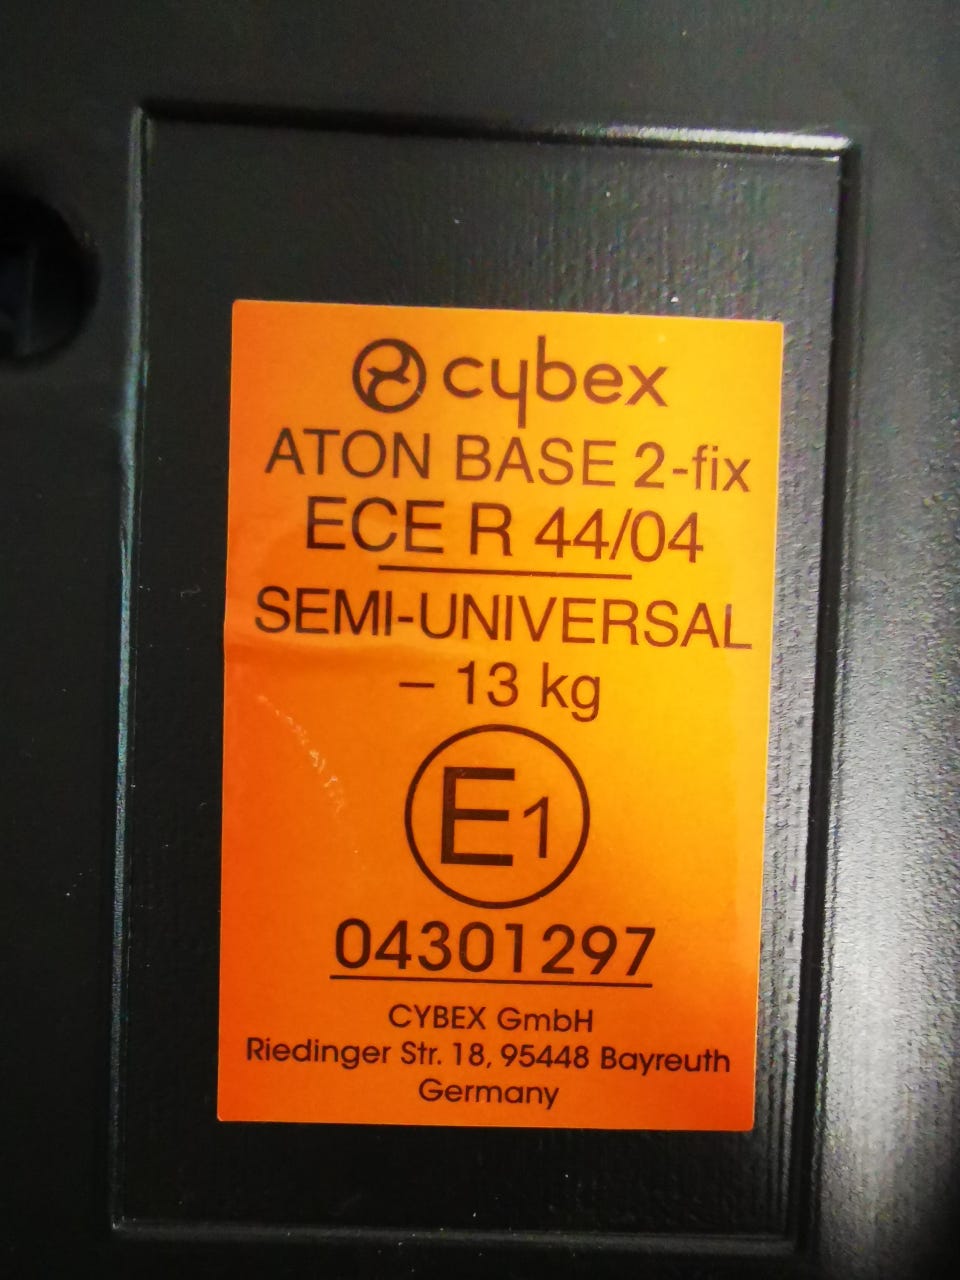 cybex
ATON BASE 2-fix
ECE R 44/04
SEMI-UNIVERSAL
– 13 kg
E1
04301297
CYBEX GmbH
Riedinger Str. 18, 95448 Bayreuth
Germany